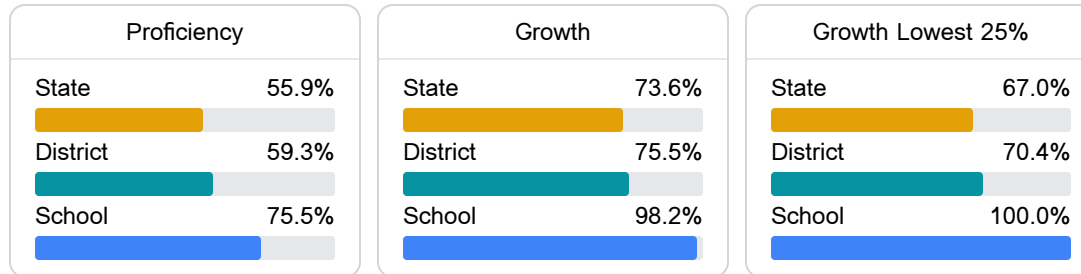 Proficiency
State 55.9%
District 59.3%
School 75.5%
Growth
State 73.6%
District 75.5%
School 98.2%
Growth Lowest 25%
State 67.0%
District 70.4%
School 100.0%